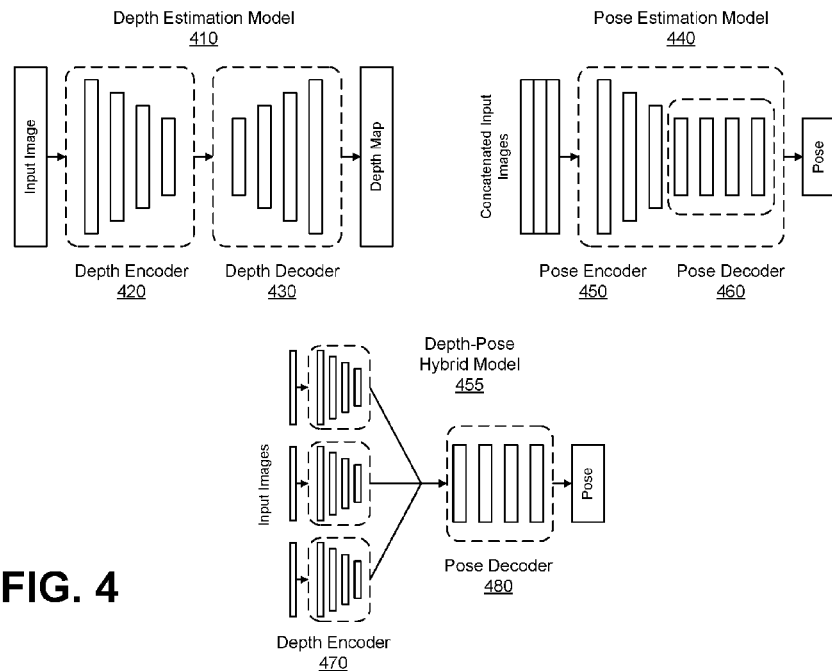 Depth Estimation Model
410
Input Image
Depth Map
Depth Encoder
420
Depth Decoder
430
Pose Estimation Model
440
Concatenated Input
Images
Pose
Pose Encoder
450
Pose Decoder
460
Depth-Pose
Hybrid Model
455
Input Images
Pose
Pose Decoder
480
Depth Encoder
470
FIG. 4